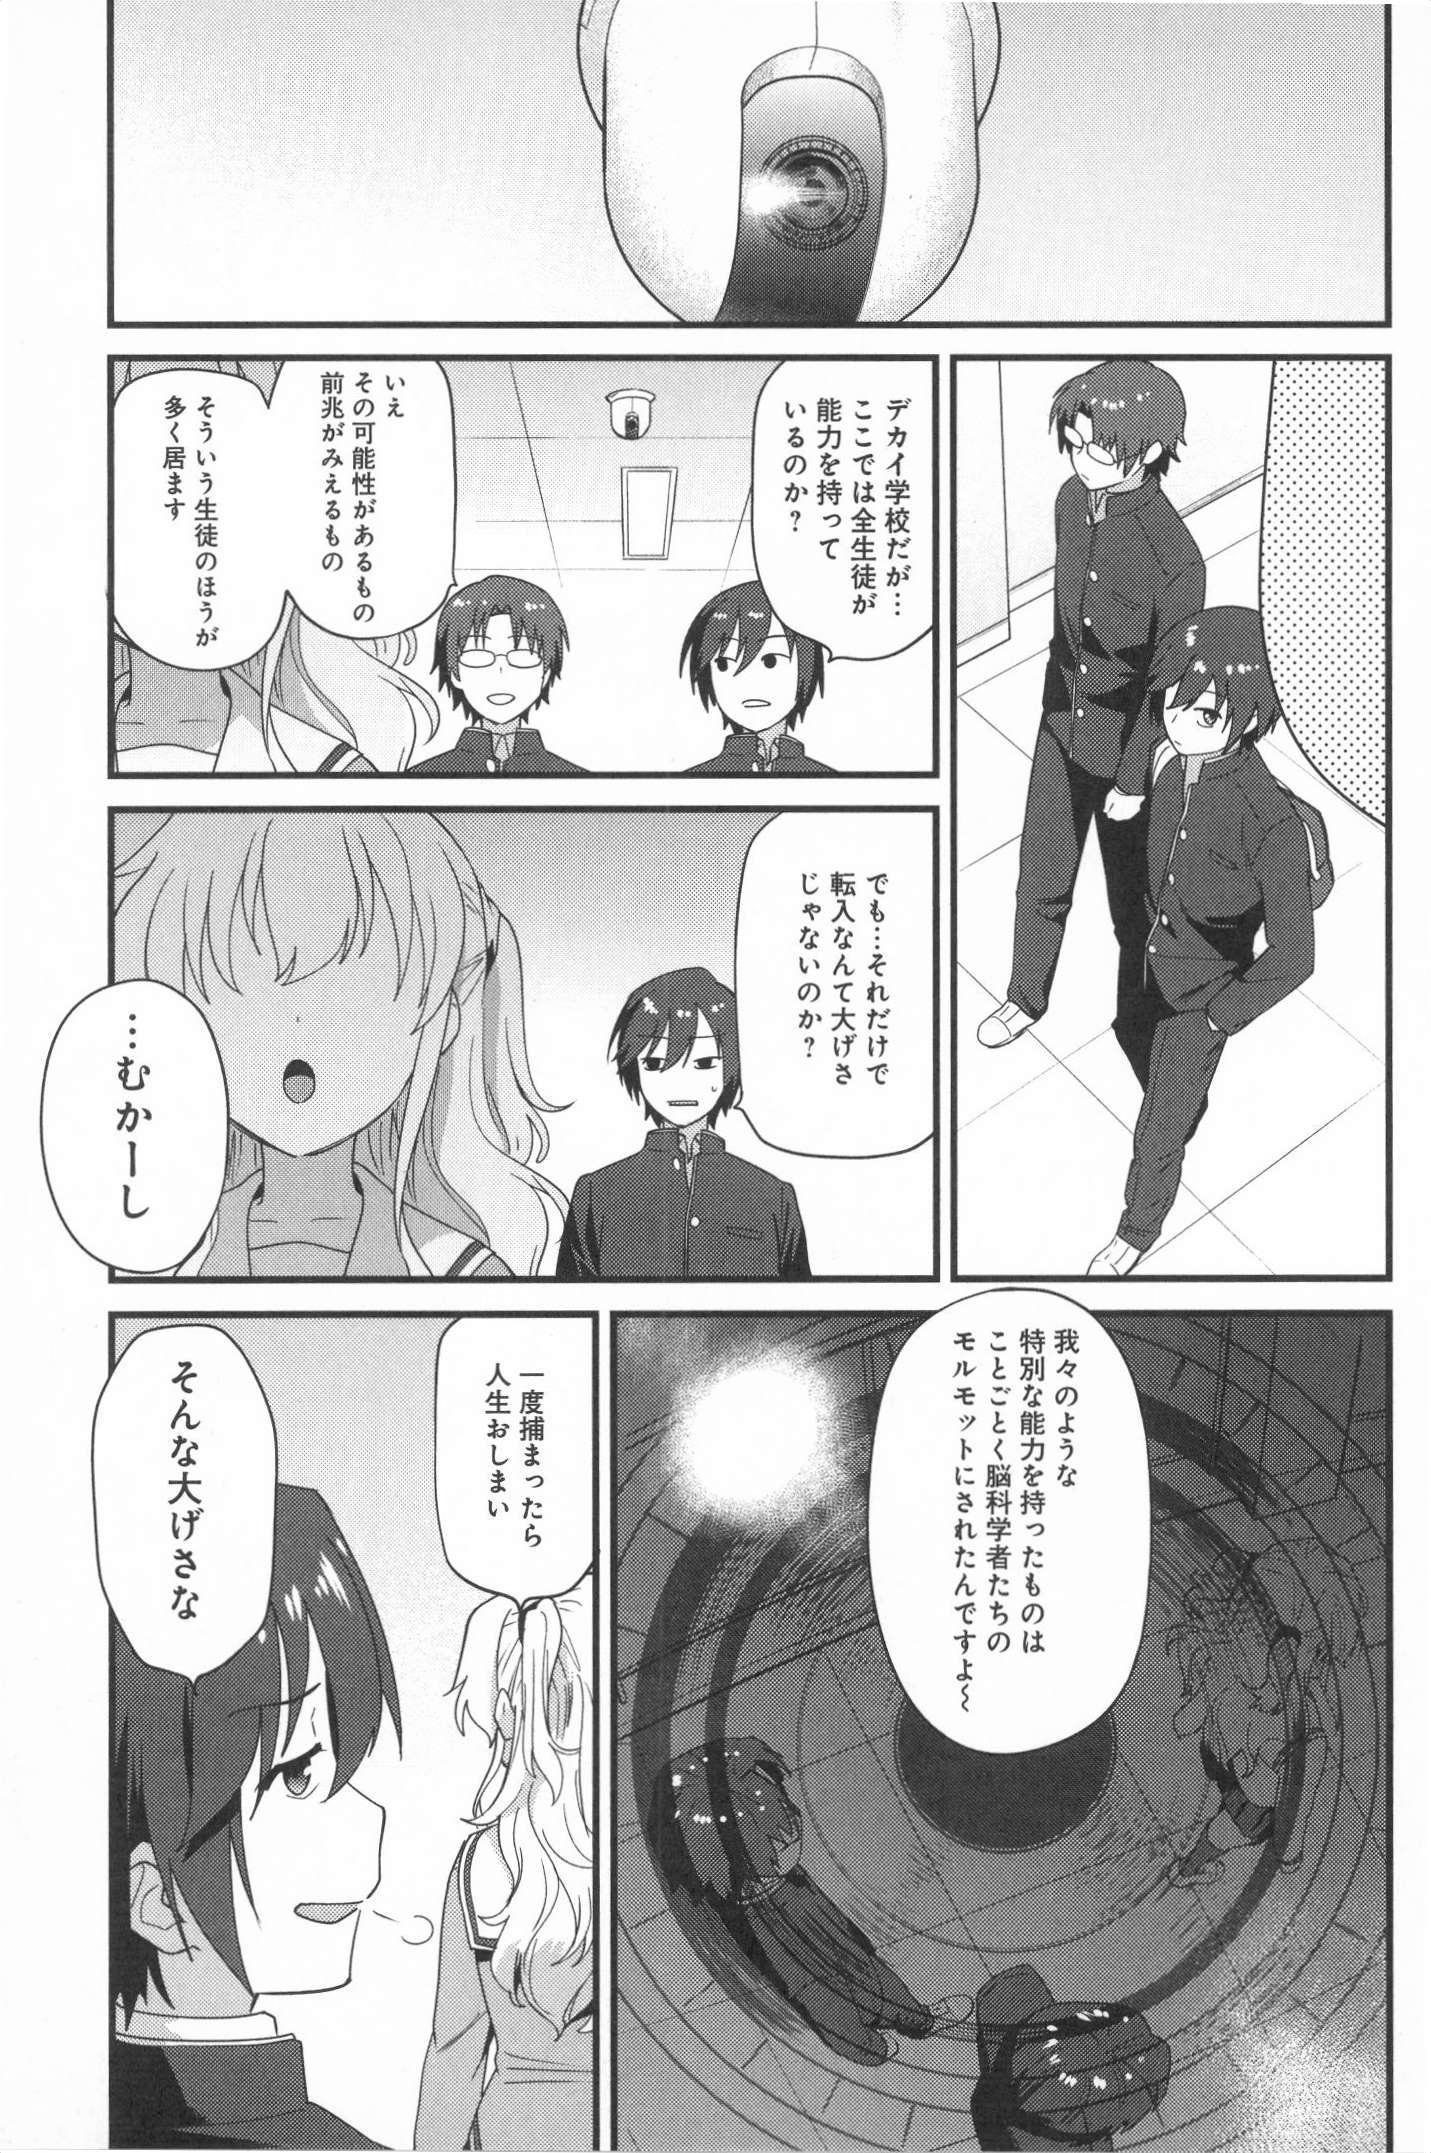 デカイ学校だが…
ここでは全生徒が
能力を持って
いるのか?
いえ
その可能性があるもの
前兆がみえるもの
そういう生徒のほうが
多く居ます
でも…それだけで
転入なんて大げさ
じゃないのか?
…むかーし
我々のような
特別な能力を持ったものは
ことごとく脳科学者たちの
モルモットにされたんですよ〜
一度捕まったら
人生おしまい
そんな大げさな